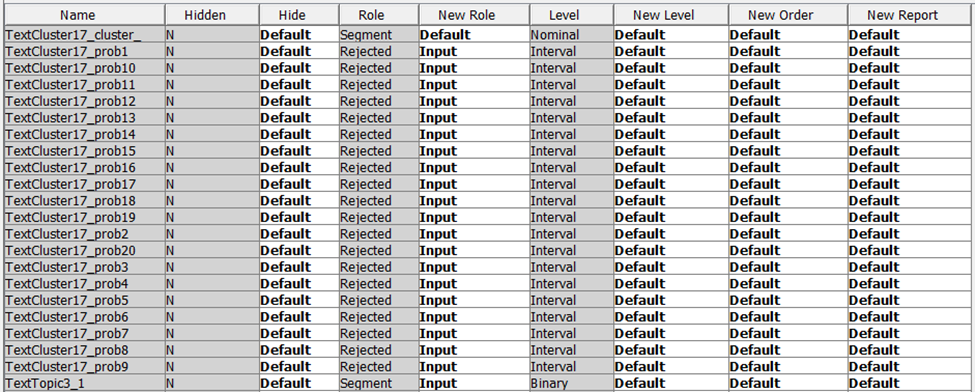 Name Hidden Hide Role New Role Level New Level New Order New Report
TextCluster17_cluster_ N Default Segment Default Nominal Default Default Default
TextCluster17_prob1 N Default Rejected Input Interval Default Default Default
TextCluster17_prob10 N Default Rejected Input Interval Default Default Default
TextCluster17_prob11 N Default Rejected Input Interval Default Default Default
TextCluster17_prob12 N Default Rejected Input Interval Default Default Default
TextCluster17_prob13 N Default Rejected Input Interval Default Default Default
TextCluster17_prob14 N Default Rejected Input Interval Default Default Default
TextCluster17_prob15 N Default Rejected Input Interval Default Default Default
TextCluster17_prob16 N Default Rejected Input Interval Default Default Default
TextCluster17_prob17 N Default Rejected Input Interval Default Default Default
TextCluster17_prob18 N Default Rejected Input Interval Default Default Default
TextCluster17_prob19 N Default Rejected Input Interval Default Default Default
TextCluster17_prob2 N Default Rejected Input Interval Default Default Default
TextCluster17_prob20 N Default Rejected Input Interval Default Default Default
TextCluster17_prob3 N Default Rejected Input Interval Default Default Default
TextCluster17_prob4 N Default Rejected Input Interval Default Default Default
TextCluster17_prob5 N Default Rejected Input Interval Default Default Default
TextCluster17_prob6 N Default Rejected Input Interval Default Default Default
TextCluster17_prob7 N Default Rejected Input Interval Default Default Default
TextCluster17_prob8 N Default Rejected Input Interval Default Default Default
TextCluster17_prob9 N Default Rejected Input Interval Default Default Default
TextTopic3_1 N Default Segment Input Binary Default Default Default